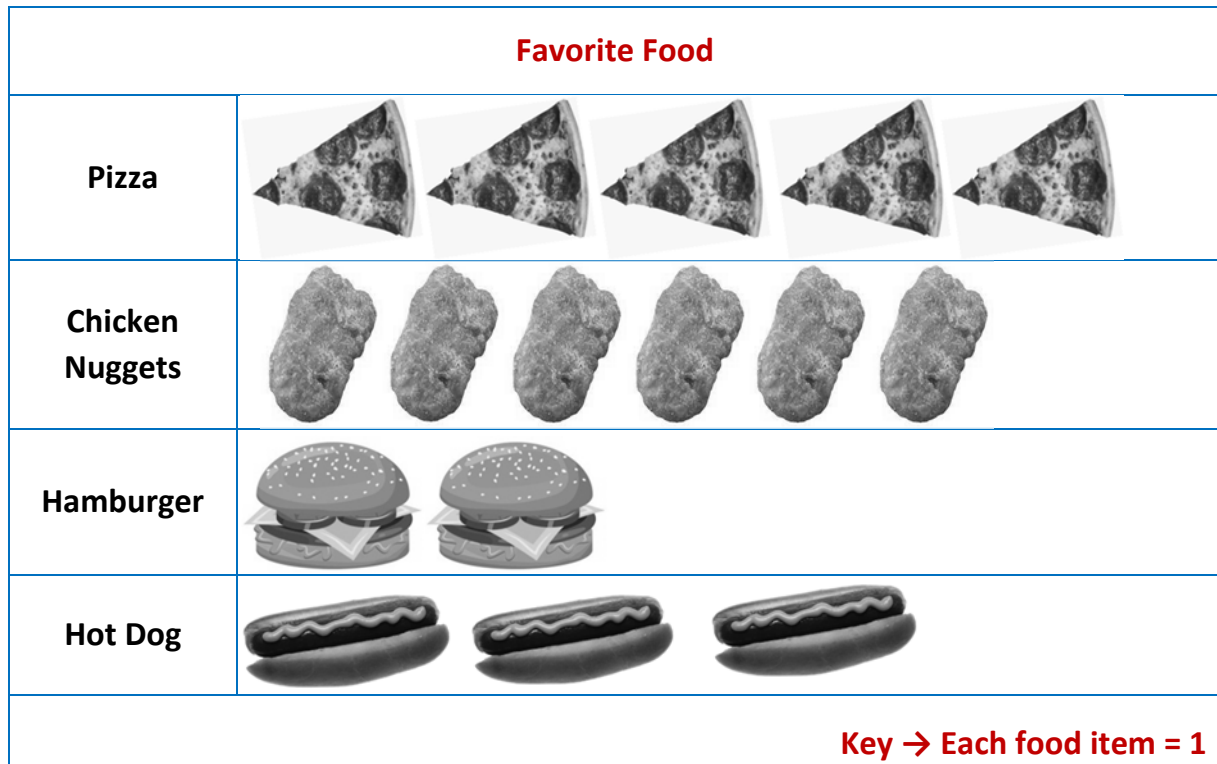 Favorite Food
Pizza
Chicken
Nuggets
Hamburger
Hot Dog
Key → Each food item = 1